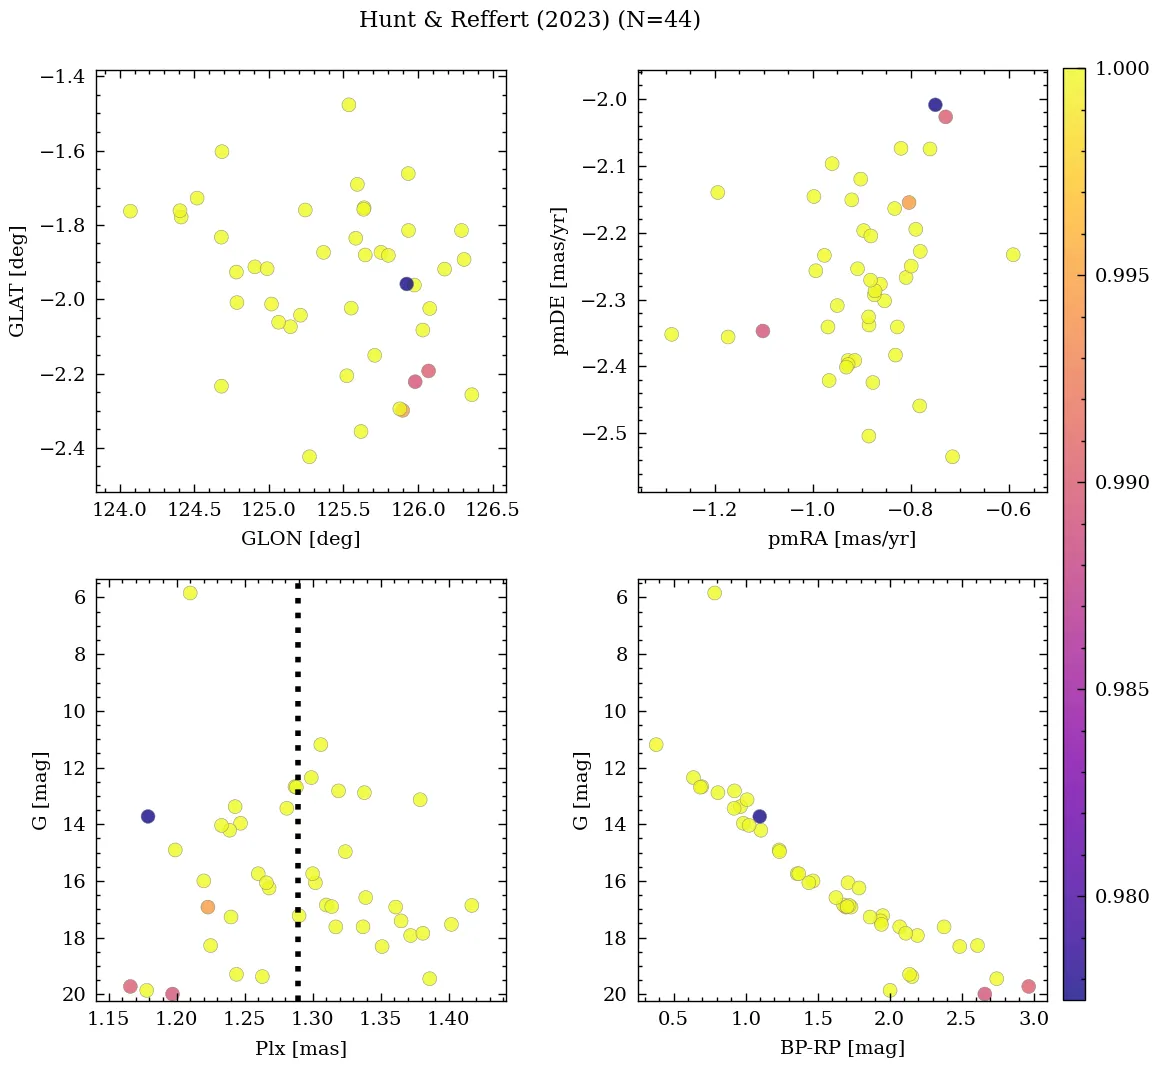 Hunt & Reffert (2023) (N=44)
−1.4
−1.6
−1.8
−2.0
−2.2
−2.4
GLAT [deg]
124.0 124.5 125.0 125.5 126.0 126.5
GLON [deg]
−2.0
−2.1
−2.2
−2.3
−2.4
−2.5
pmDE [mas/yr]
−1.2 −1.0 −0.8 −0.6
pmRA [mas/yr]
6
8
10
12
14
16
18
20
G [mag]
1.15 1.20 1.25 1.30 1.35 1.40
Plx [mas]
6
8
10
12
14
16
18
20
G [mag]
0.5 1.0 1.5 2.0 2.5 3.0
BP-RP [mag]
1.000
0.995
0.990
0.985
0.980